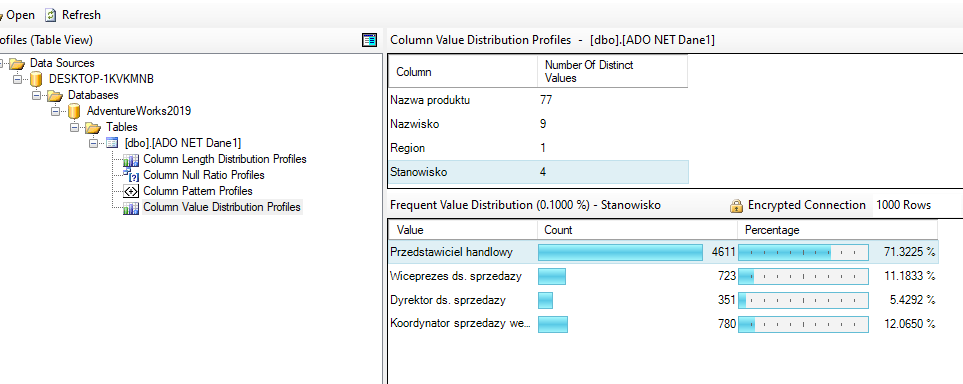 Open Refresh
rofiles (Table View)
Data Sources
DESKTOP-1KVKMNB
Databases
AdventureWorks2019
Tables
[dbo].[ADO NET Dane1]
Column Length Distribution Profiles
Column Null Ratio Profiles
Column Pattern Profiles
Column Value Distribution Profiles
Column Value Distribution Profiles - [dbo].[ADO NET Dane1]
Column Number Of Distinct
Values
Nazwa produktu 77
Nazwisko 9
Region 1
Stanowisko 4
Frequent Value Distribution (0.1000 %) - Stanowisko Encrypted Connection 1000 Rows
Value Count Percentage
Przedstawiciel handlowy 4611 71.3225 %
Wiceprezes ds. sprzedazy 723 11.1833 %
Dyrektor ds. sprzedazy 351 5.4292 %
Koordynator sprzedazy we... 780 12.0650 %